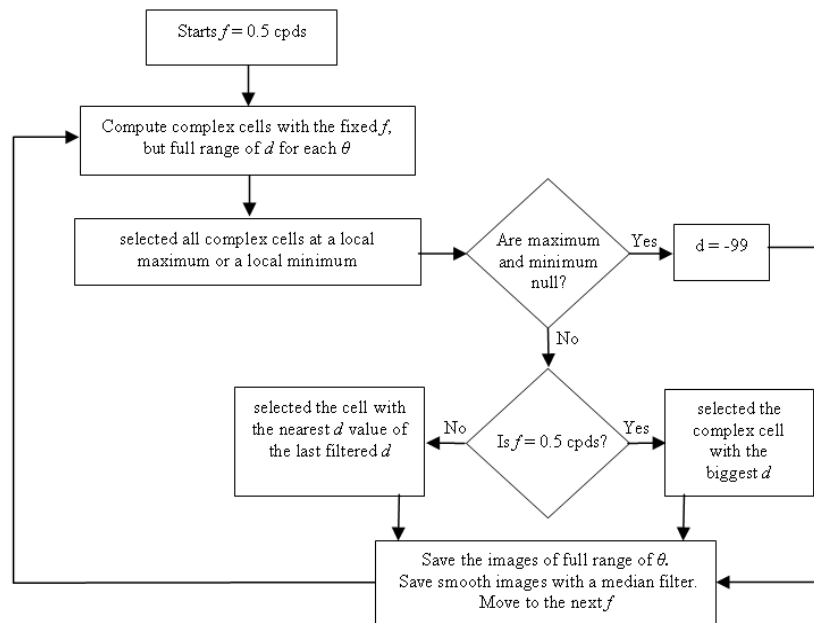 Starts f = 0.5 cpds
Compute complex cells with the fixed f,
but full range of d for each θ
selected all complex cells at a local
maximum or a local minimum
Are maximum
and minimum
null?
Yes
d = -99
No
selected the cell with
the nearest d value of
the last filtered d
No
Is f = 0.5 cpds?
Yes
selected the
complex cell
with the
biggest d
Save the images of full range of θ.
Save smooth images with a median filter.
Move to the next f